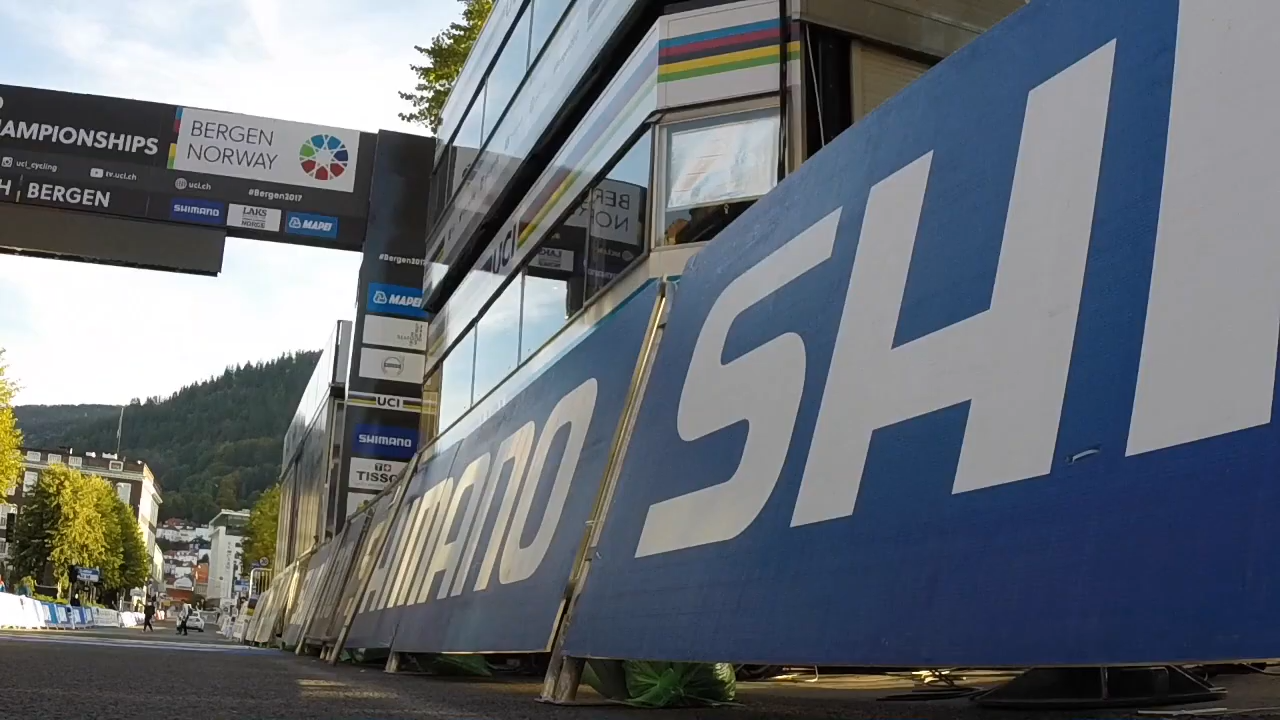 AMPIONSHIPS
BERGEN
NORWAY
uci_cycling
tv.uci.ch
uci.ch
#Bergen2017
H | BERGEN
SHIMANO
LAKS
NORGE
MAPEI
#Bergen2017
MAPEI
UCI
SHIMANO
TISSO
UCI
SHIMANO
SHI